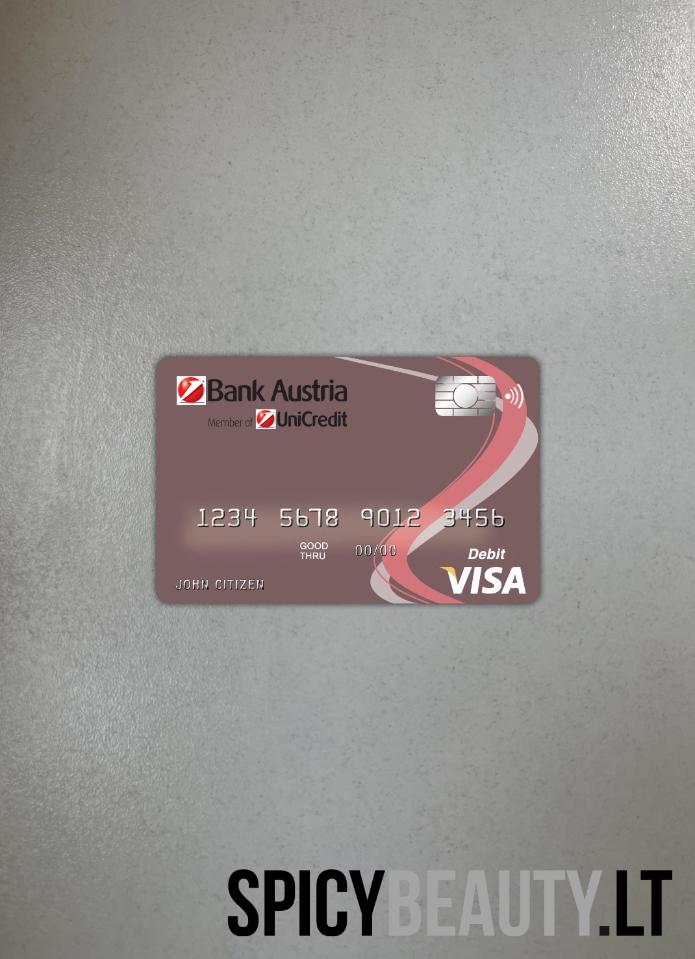 Bank Austria
Member of UniCredit
1234 5678 9012 3456
GOOD
THRU
00/00
Debit
VISA
JOHN CITIZEN
SPICYBEAUTY.LT